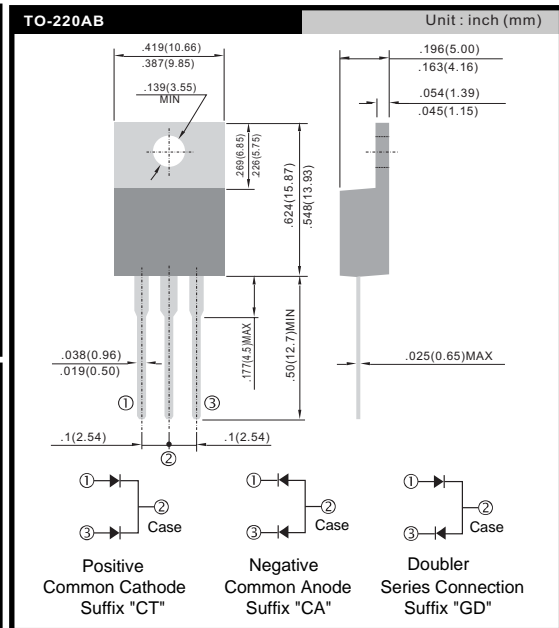 TO-220AB Unit : inch (mm)
.419(10.66)
.387(9.85)
.139(3.55)
MIN
.196(5.00)
.163(4.16)
.054(1.39)
.045(1.15)
.269(6.85)
.226(5.75)
.624(15.87)
.548(13.93)
.177(4.5)MAX
.50(12.7)MIN
.038(0.96)
.019(0.50)
.025(0.65)MAX
① ③
.1(2.54) .1(2.54)
②
① ① ①
② ② ②
Case Case Case
③ ③ ③
Positive Negative Doubler
Common Cathode Common Anode Series Connection
Suffix "CT" Suffix "CA" Suffix "GD"